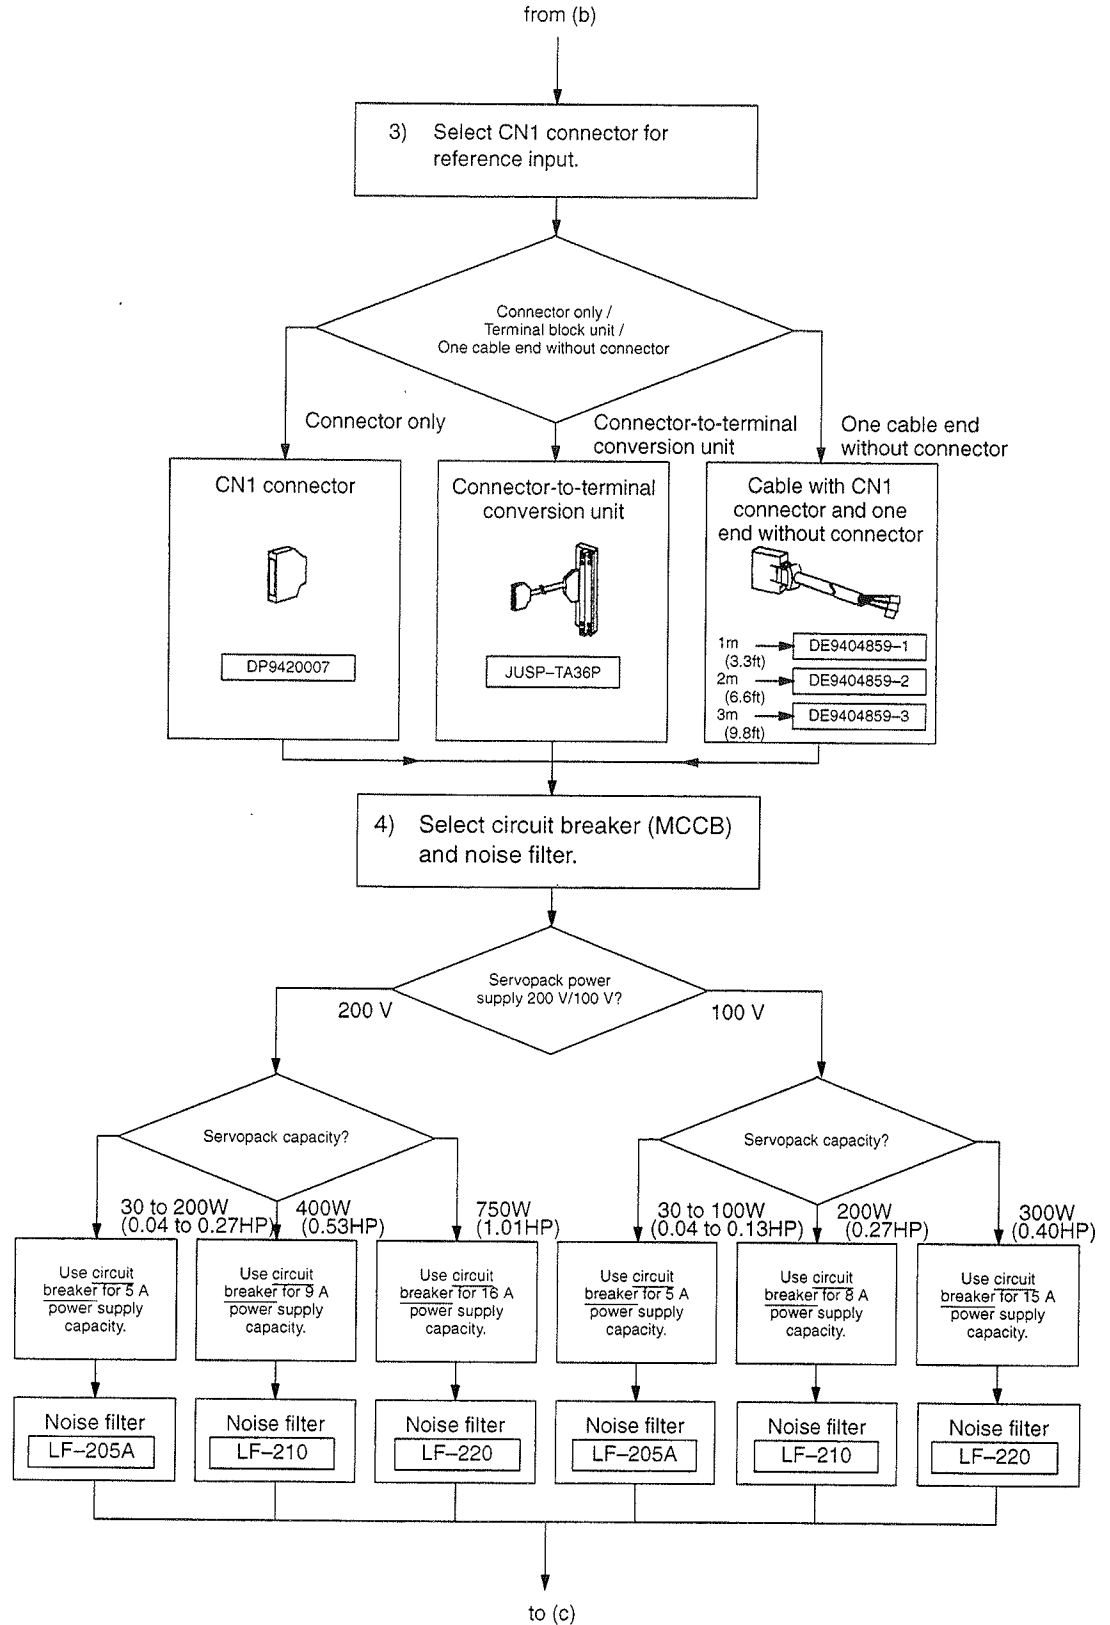 from (b)
3) Select CN1 connector for
reference input.
Connector only /
Terminal block unit /
One cable end without connector
Connector only
Connector-to-terminal
conversion unit
One cable end
without connector
CN1 connector
DP9420007
Connector-to-terminal
conversion unit
JUSP–TA36P
Cable with CN1
connector and one
end without connector
1m
(3.3ft)
DE9404859–1
2m
(6.6ft)
DE9404859–2
3m
(9.8ft)
DE9404859–3
4) Select circuit breaker (MCCB)
and noise filter.
Servopack power
supply 200 V/100 V?
200 V
100 V
Servopack capacity?
Servopack capacity?
30 to 200W
(0.04 to 0.27HP)
400W
(0.53HP)
750W
(1.01HP)
30 to 100W
(0.04 to 0.13HP)
200W
(0.27HP)
300W
(0.40HP)
Use circuit
breaker for 5 A
power supply
capacity.
Use circuit
breaker for 9 A
power supply
capacity.
Use circuit
breaker for 16 A
power supply
capacity.
Use circuit
breaker for 5 A
power supply
capacity.
Use circuit
breaker for 8 A
power supply
capacity.
Use circuit
breaker for 15 A
power supply
capacity.
Noise filter
LF–205A
Noise filter
LF–210
Noise filter
LF–220
Noise filter
LF–205A
Noise filter
LF–210
Noise filter
LF–220
to (c)